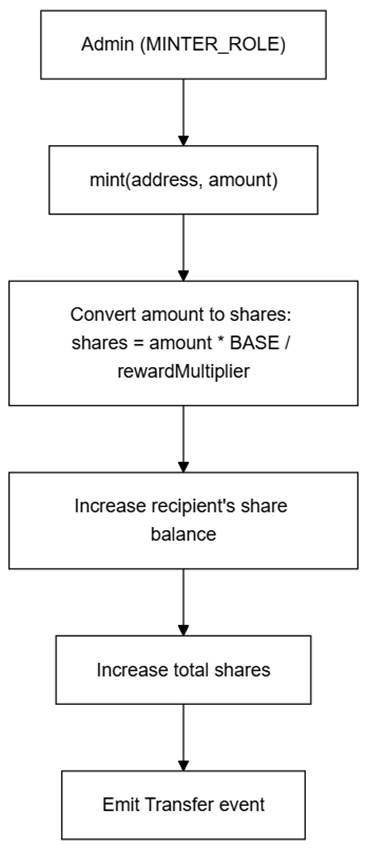 Admin (MINTER_ROLE)
mint(address, amount)
Convert amount to shares:
shares = amount * BASE /
rewardMultiplier
Increase recipient's share
balance
Increase total shares
Emit Transfer event